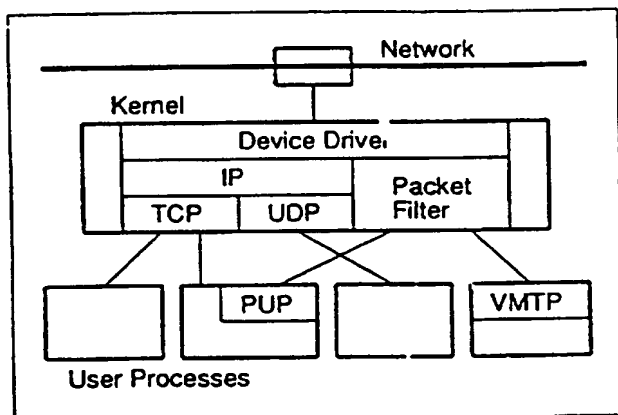 Network
Kernel
Device Drive
IP
Packet
Filter
TCP
UDP
PUP
VMTP
User Processes